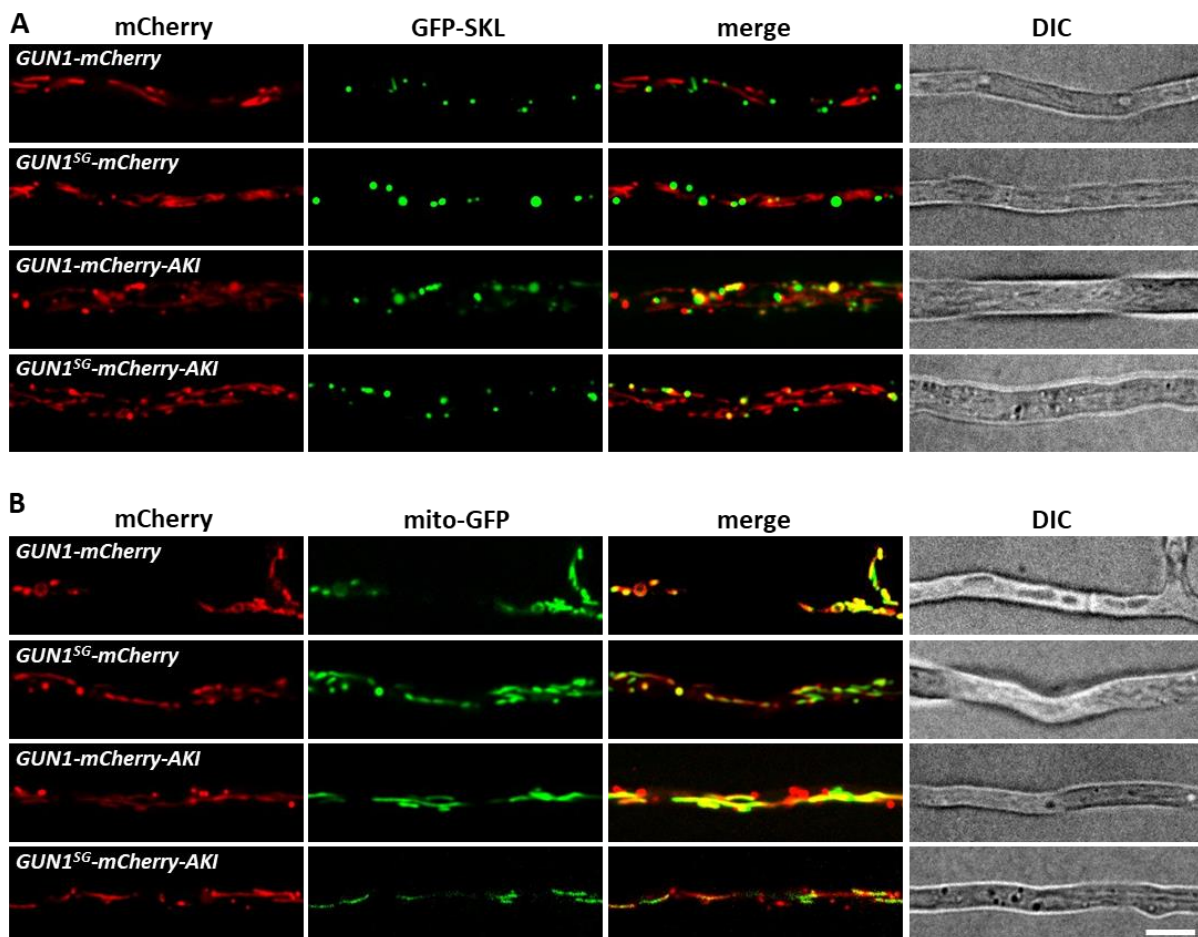 A
mCherry GFP-SKL merge DIC
GUN1-mCherry
GUN1SG-mCherry
GUN1-mCherry-AKI
GUN1SG-mCherry-AKI
B
mCherry mito-GFP merge DIC
GUN1-mCherry
GUN1SG-mCherry
GUN1-mCherry-AKI
GUN1SG-mCherry-AKI